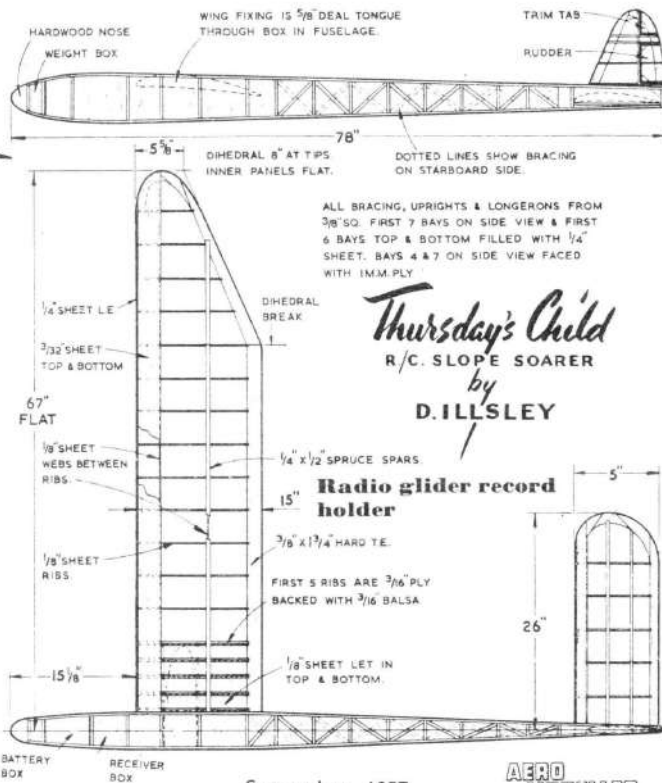 HARDWOOD NOSE
WEIGHT BOX
WING FIXING IS 5/8" DEAL TONGUE
THROUGH BOX IN FUSELAGE.
TRIM TAB
RUDDER
78"
5 5/8"
DIHEDRAL 8" AT TIPS
INNER PANELS FLAT.
DOTTED LINES SHOW BRACING
ON STARBOARD SIDE.
ALL BRACING, UPRIGHTS & LONGERONS FROM
3/8" SQ. FIRST 7 BAYS ON SIDE VIEW & FIRST
6 BAYS TOP & BOTTOM FILLED WITH 1/4"
SHEET. BAYS 4 & 7 ON SIDE VIEW FACED
WITH 1M.M. PLY
1/4" SHEET L.E
DIHEDRAL
BREAK
3/32" SHEET
TOP & BOTTOM
Thursday's Child
R/C. SLOPE SOARER
by
D. ILLSLEY
67"
FLAT
1/8" SHEET
WEBS BETWEEN
RIBS.
1/4" X 1/2" SPRUCE SPARS.
15"
Radio glider record
holder
5"
1/8" SHEET
RIBS
3/8" X 1 3/4" HARD T.E.
FIRST 5 RIBS ARE 3/16" PLY
BACKED WITH 3/16" BALSA
26"
15 1/8"
1/8" SHEET LET IN
TOP & BOTTOM.
BATTERY
BOX
RECEIVER
BOX
AERO